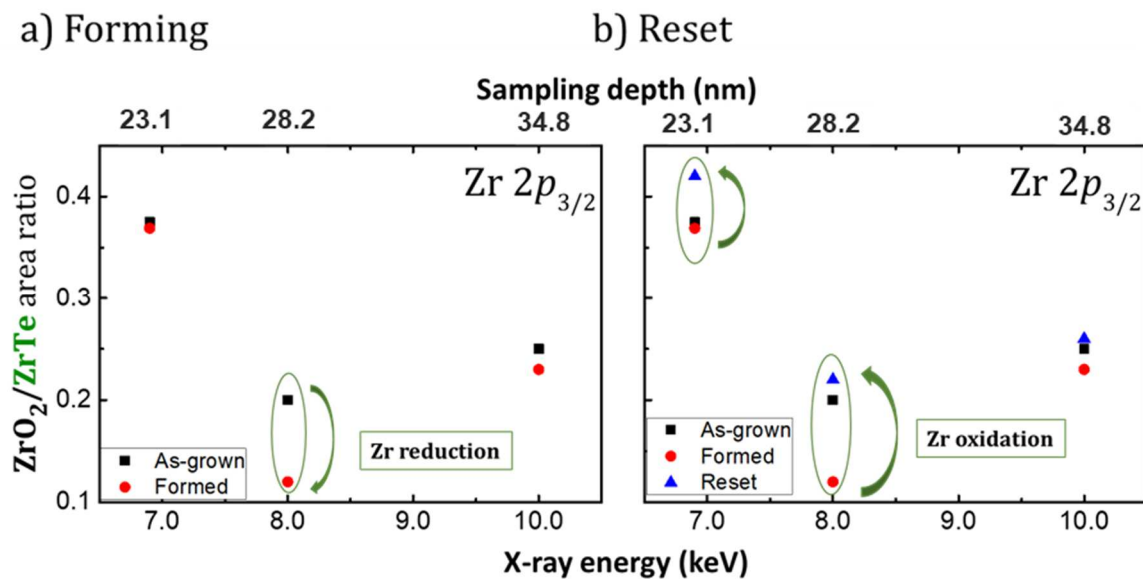 a) Forming
b) Reset
Sampling depth (nm)
23.1 28.2 34.8
23.1 28.2 34.8
ZrO₂/ZrTe area ratio
0.4
0.3
0.2
0.1
Zr 2p₃/₂
Zr reduction
As-grown
Formed
7.0 8.0 9.0 10.0
Zr 2p₃/₂
Zr oxidation
As-grown
Formed
Reset
7.0 8.0 9.0 10.0
X-ray energy (keV)